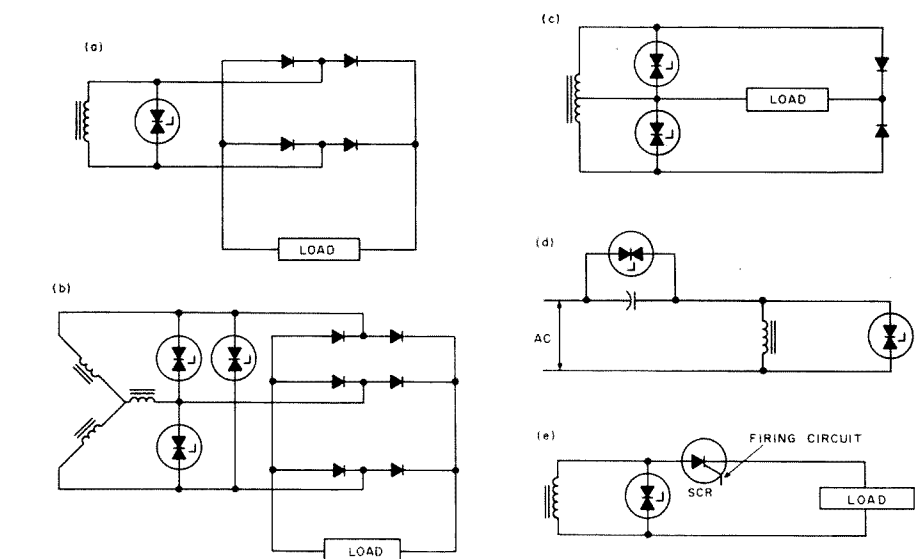 (a)
LOAD
(b)
LOAD
(c)
LOAD
(d)
AC
(e)
FIRING CIRCUIT
SCR
LOAD